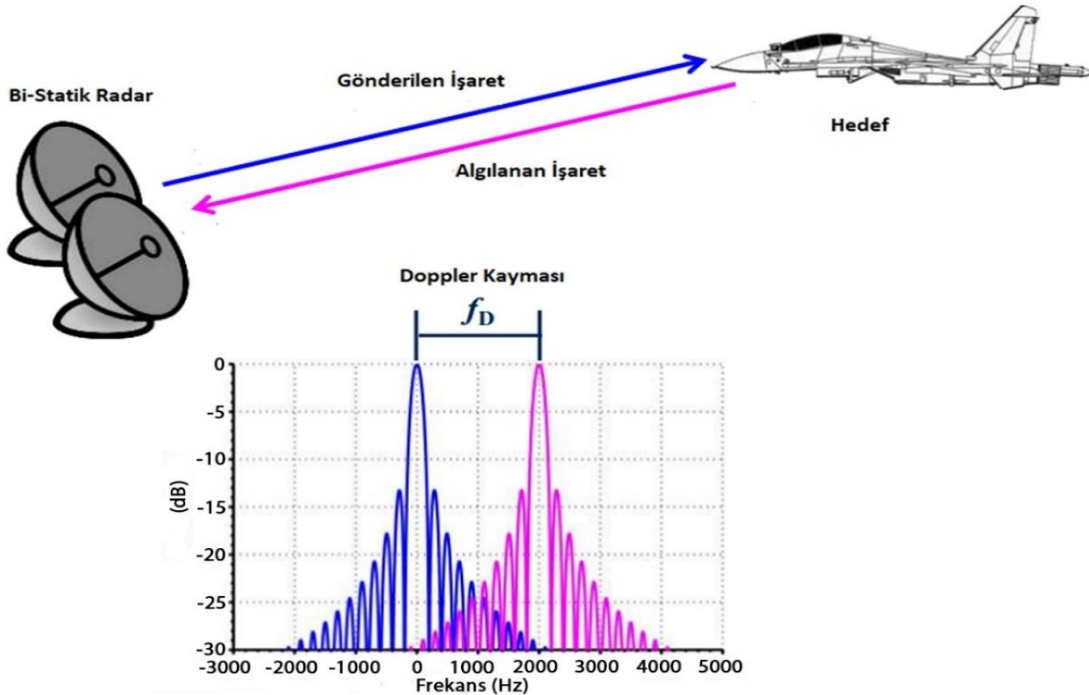 Bi-Statik Radar
Gönderilen İşaret
Hedef
Algılanan İşaret
Doppler Kayması
fD
0
-5
-10
-15
-20
-25
-30
(dB)
-3000 -2000 -1000 0 1000 2000 3000 4000 5000
Frekans (Hz)